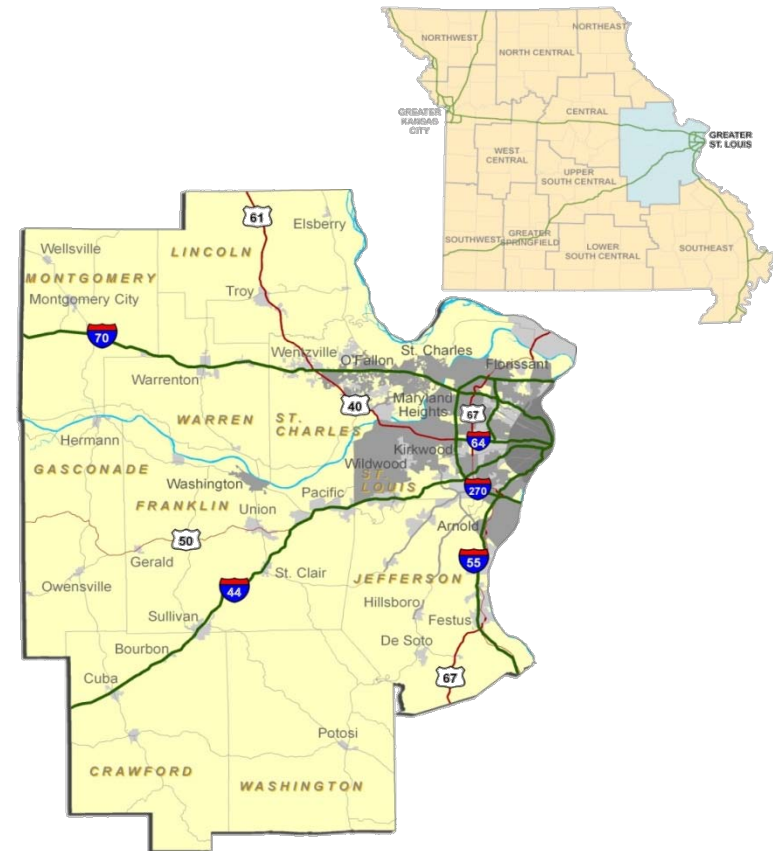 NORTHEAST
NORTHWEST
NORTH CENTRAL
GREATER
KANSAS
CITY
CENTRAL
GREATER
ST. LOUIS
WEST
CENTRAL
UPPER
SOUTH CENTRAL
SOUTHWEST
GREATER
SPRINGFIELD
LOWER
SOUTH CENTRAL
SOUTHEAST
61
Elsberry
LINCOLN
Wellsville
MONTGOMERY
Montgomery City
Troy
70
Wentzville
O'Fallon
St. Charles
Florissant
Warrenton
40
Maryland
Heights
67
WARREN
ST.
CHARLES
Hermann
64
Kirkwood
Wildwood
GASCONADE
Washington
ST.
LOUIS
270
FRANKLIN
Pacific
Union
Arnold
50
Gerald
55
Owensville
St. Clair
JEFFERSON
44
Hillsboro
Sullivan
Festus
Bourbon
De Soto
Cuba
67
Potosi
CRAWFORD
WASHINGTON